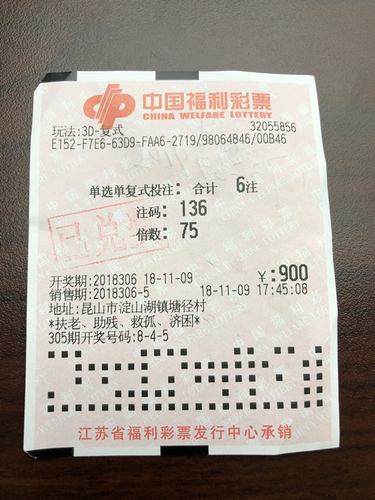 中国福利彩票
CHINA WELFARE LOTTERY
玩法:3D-复式
32055856
E152-F7E6-63D9-FAA6-2719/98064846/00B46
单选单复式投注: 合计 6注
注码: 136
倍数: 75
已兑
开奖期:2018306 18-11-09 ¥:900
销售期:2018306-5 18-11-09 17:45:08
地址:昆山市淀山湖镇塘径村
*扶老、助残、救孤、济困*
305期开奖号码:8-4-5
江苏省福利彩票发行中心承销